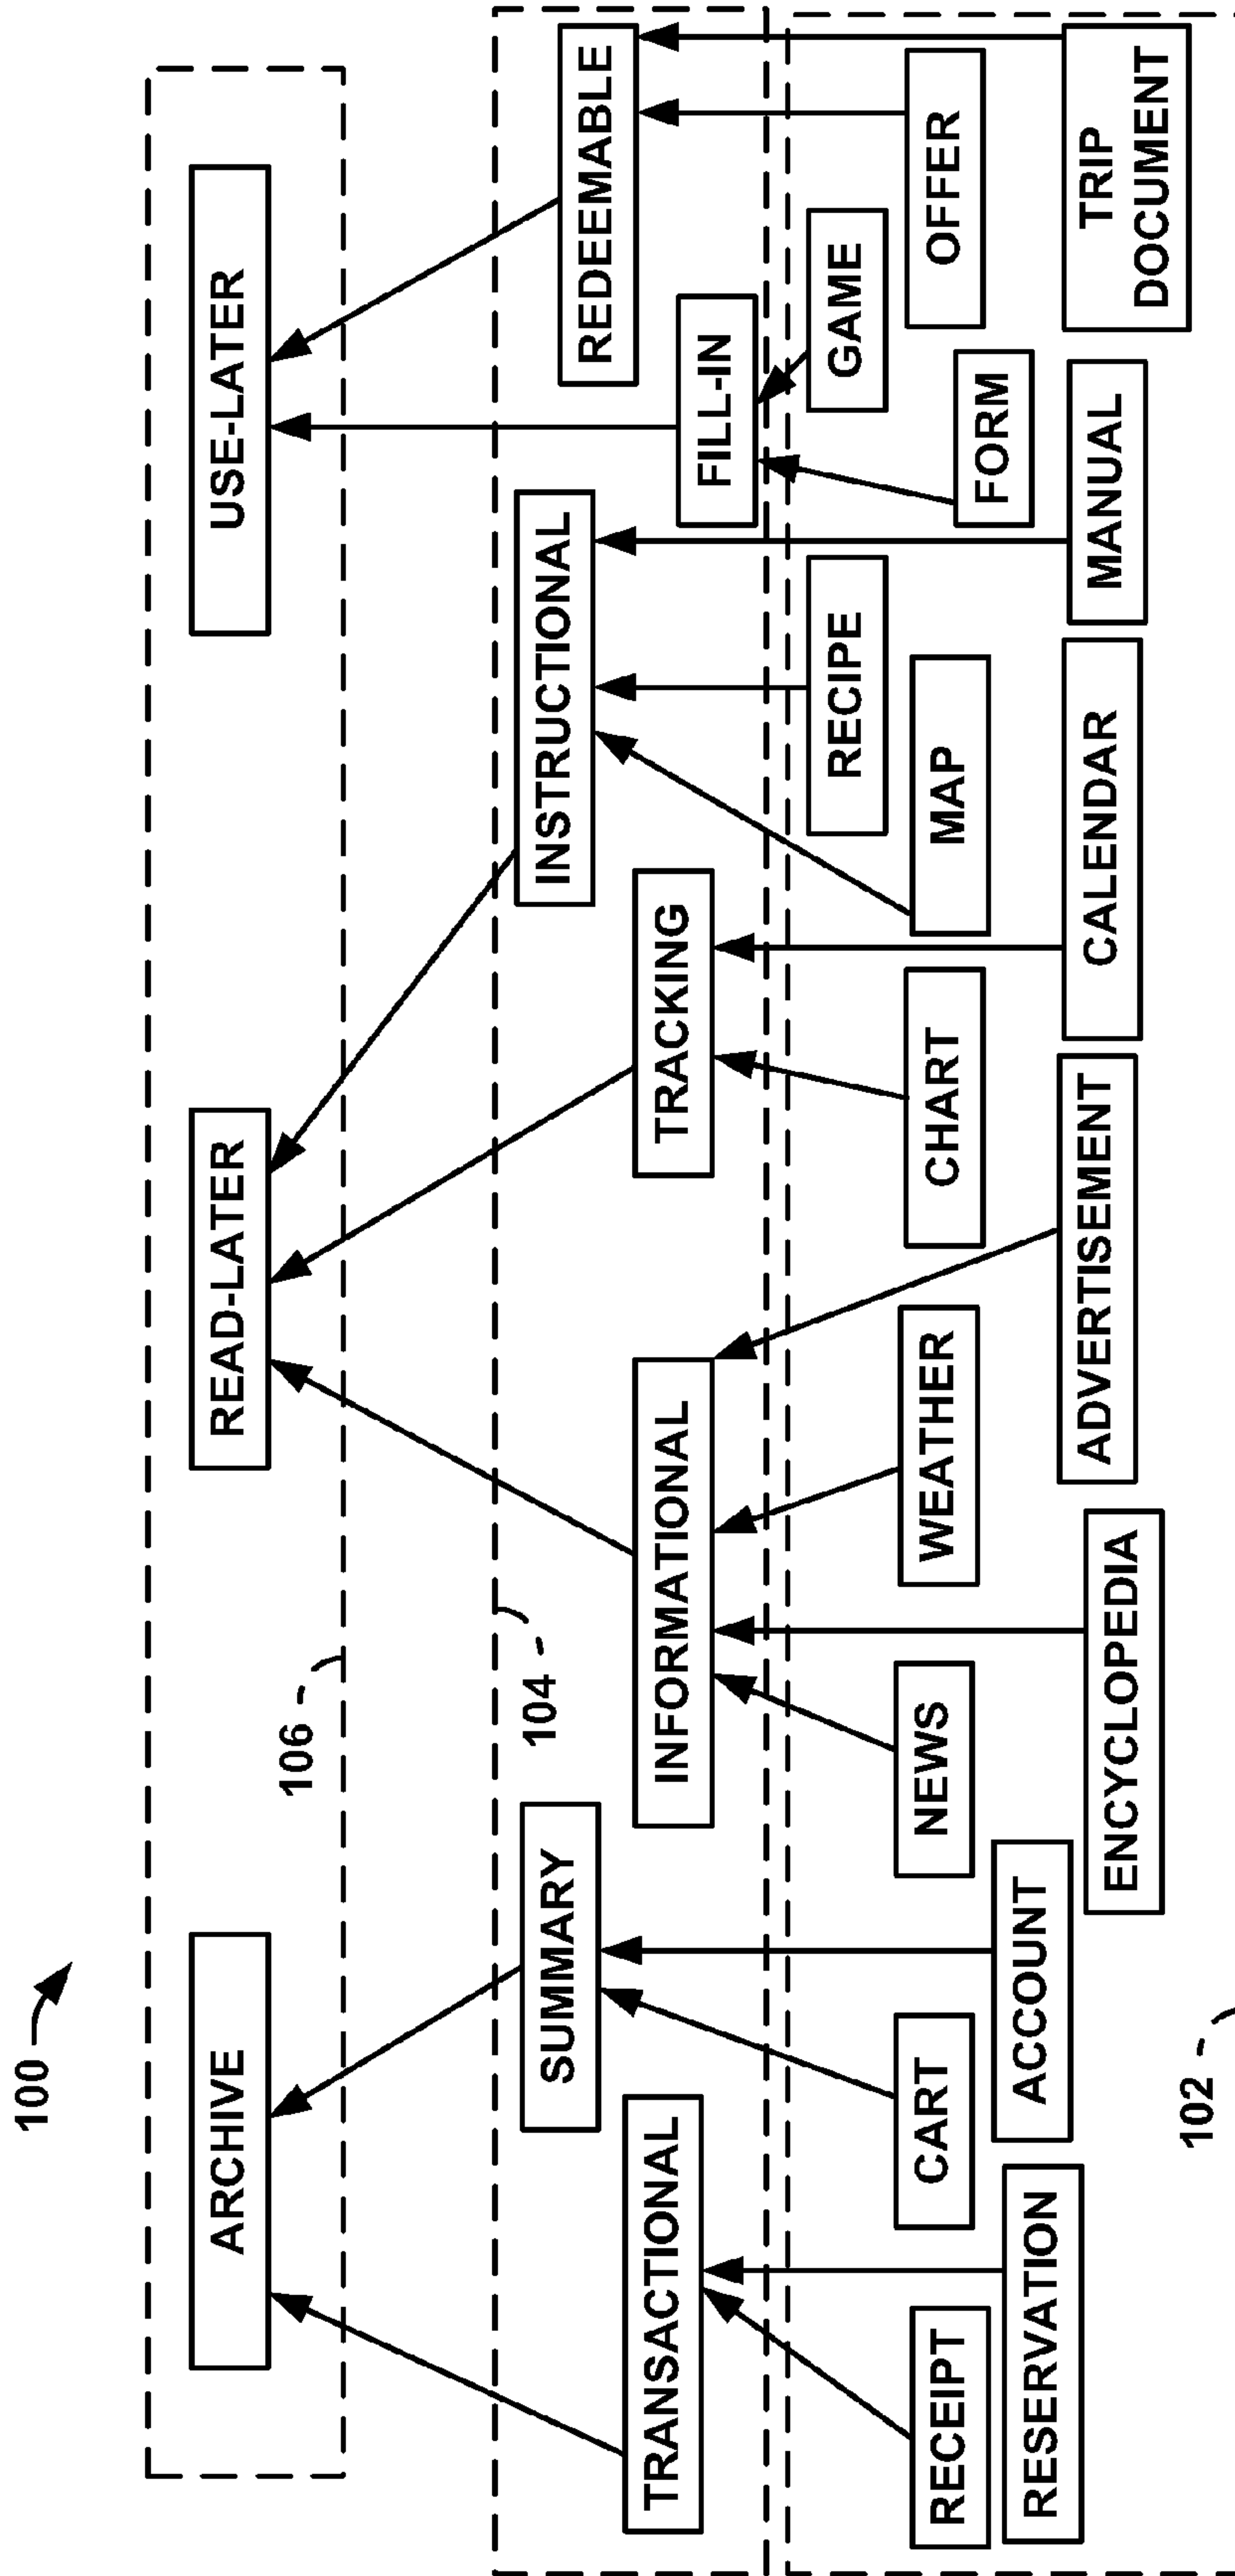 100
106
ARCHIVE
READ-LATER
USE-LATER
104
TRANSACTIONAL
SUMMARY
INFORMATIONAL
TRACKING
INSTRUCTIONAL
FILL-IN
REDEEMABLE
RECEIPT
RESERVATION
CART
ACCOUNT
NEWS
ENCYCLOPEDIA
WEATHER
ADVERTISEMENT
CHART
CALENDAR
MAP
RECIPE
MANUAL
FORM
GAME
OFFER
TRIP
DOCUMENT
102